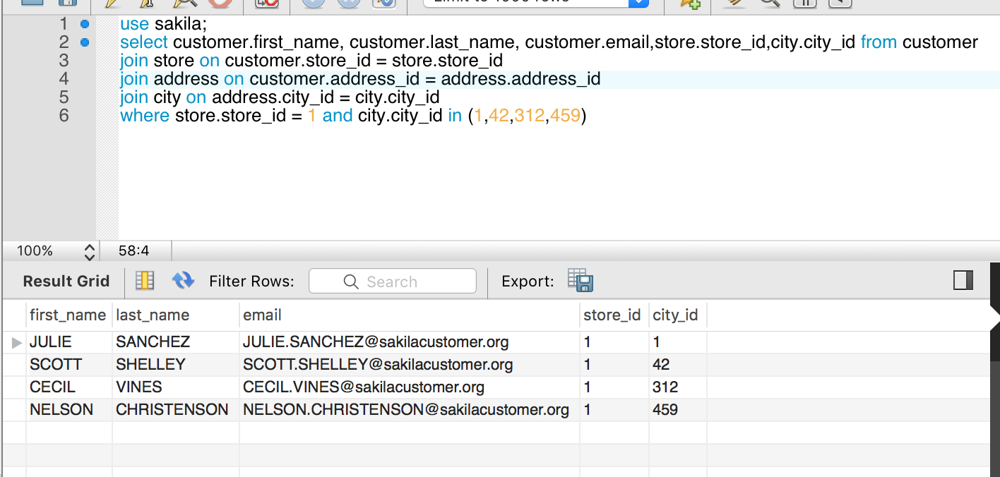 1 use sakila;
2 select customer.first_name, customer.last_name, customer.email,store.store_id,city.city_id from customer
3 join store on customer.store_id = store.store_id
4 join address on customer.address_id = address.address_id
5 join city on address.city_id = city.city_id
6 where store.store_id = 1 and city.city_id in (1,42,312,459)
100% 58:4
Result Grid Filter Rows: Search Export:
first_name last_name email store_id city_id
JULIE SANCHEZ JULIE.SANCHEZ@sakilacustomer.org 1 1
SCOTT SHELLEY SCOTT.SHELLEY@sakilacustomer.org 1 42
CECIL VINES CECIL.VINES@sakilacustomer.org 1 312
NELSON CHRISTENSON NELSON.CHRISTENSON@sakilacustomer.org 1 459